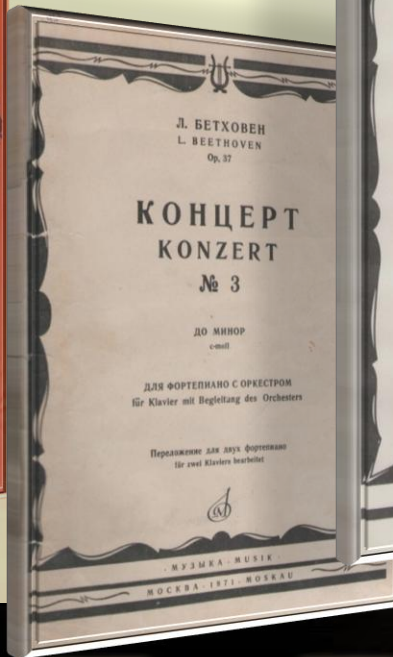 Л. БЕТХОВЕН
L. BEETHOVEN
Op. 37
КОНЦЕРТ
KONZERT
№ 3
ДО МИНОР
c-moll
ДЛЯ ФОРТЕПИАНО С ОРКЕСТРОМ
für Klavier mit Begleitang des Orchesters
Переложение для двух фортепиано
für zwei Klaviere bearbeitet
· МУЗЫКА · MUSIK ·
МОСКВА · 1971 · MOSKAU